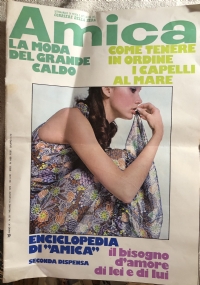 Amica
LA MODA
DEL GRANDE
CALDO
COME TENERE
IN ORDINE
I CAPELLI
AL MARE
ENCICLOPEDIA
DI "AMICA"
SECONDA DISPENSA
il bisogno
d'amore
di lei e di lui